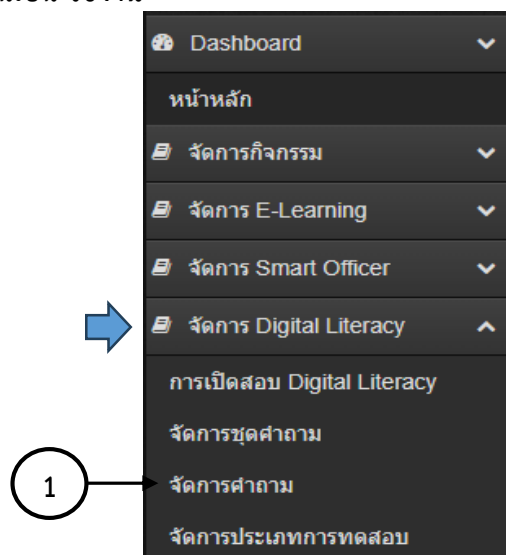 Dashboard
หน้าหลัก
จัดการกิจกรรม
จัดการ E-Learning
จัดการ Smart Officer
จัดการ Digital Literacy
การเปิดสอบ Digital Literacy
จัดการชุดคำถาม
1
จัดการคำถาม
จัดการประเภทการทดสอบ